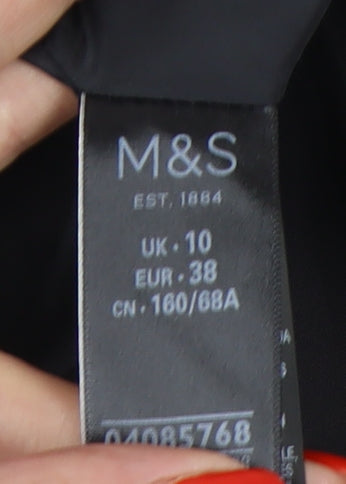 M&S
EST. 1884
UK · 10
EUR · 38
CN · 160/68A
04085768